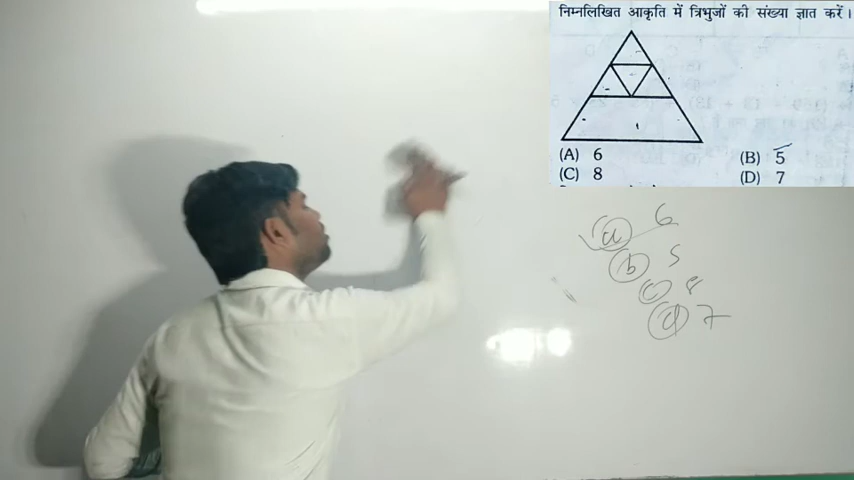 निम्नलिखित आकृति में त्रिभुजों की संख्या ज्ञात करें।
(A) 6 (B) 5
(C) 8 (D) 7
(a) 6
(b) 5
(c) 8
(d) 7